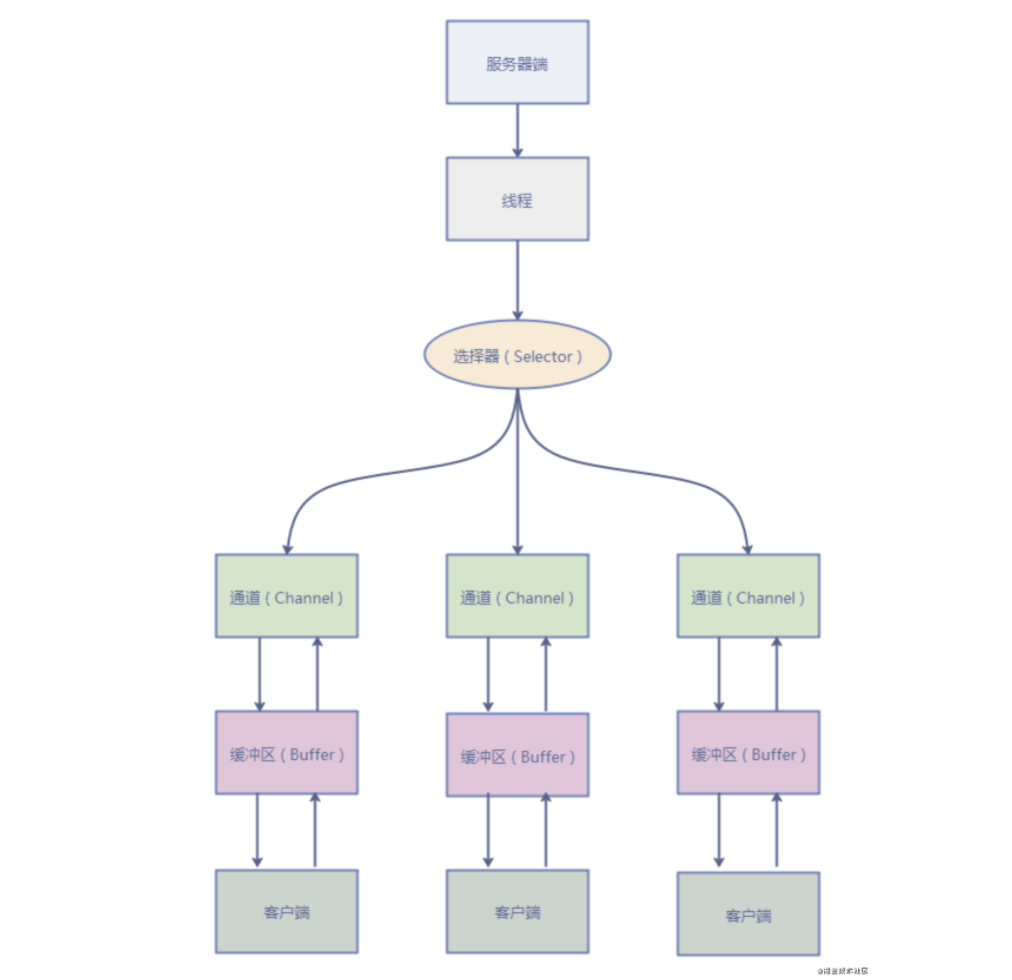 服务器端
线程
选择器 ( Selector )
通道 ( Channel )
通道 ( Channel )
通道 ( Channel )
缓冲区 ( Buffer )
缓冲区 ( Buffer )
缓冲区 ( Buffer )
客户端
客户端
客户端
@掘金技术社区